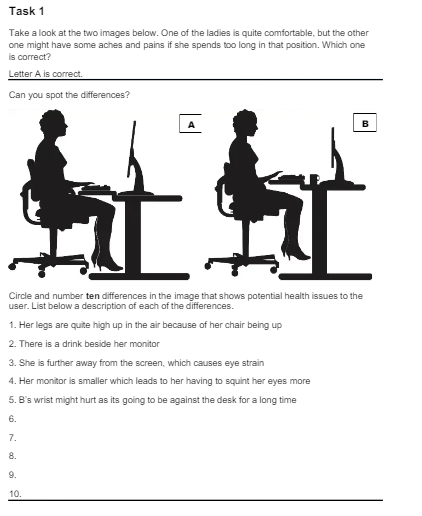 Task 1
Take a look at the two images below. One of the ladies is quite comfortable, but the other
one might have some aches and pains if she spends too long in that position. Which one
is correct?
Letter A is correct.
Can you spot the differences?
A
B
Circle and number ten differences in the image that shows potential health issues to the
user. List below a description of each of the differences.
1. Her legs are quite high up in the air because of her chair being up
2. There is a drink beside her monitor
3. She is further away from the screen, which causes eye strain
4. Her monitor is smaller which leads to her having to squint her eyes more
5. B's wrist might hurt as its going to be against the desk for a long time
6.
7.
8.
9.
10.